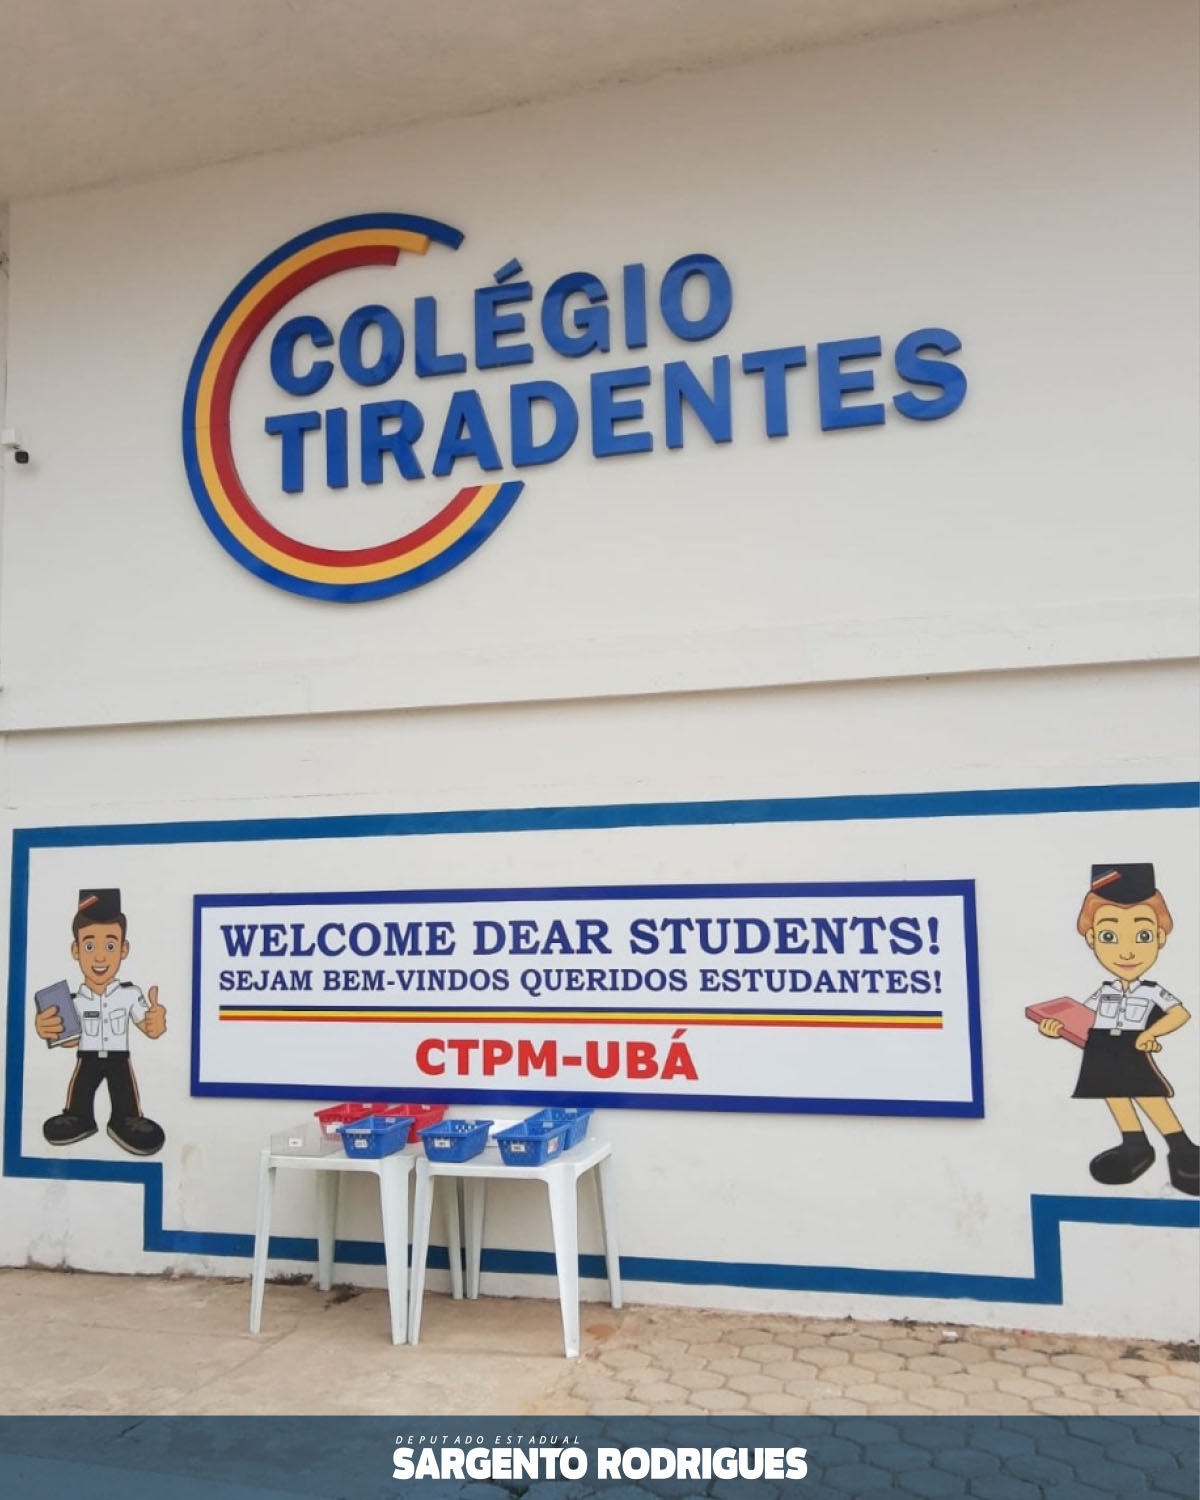 COLÉGIO
TIRADENTES
WELCOME DEAR STUDENTS!
SEJAM BEM-VINDOS QUERIDOS ESTUDANTES!
CTPM-UBÁ
DEPUTADO ESTADUAL
SARGENTO RODRIGUES